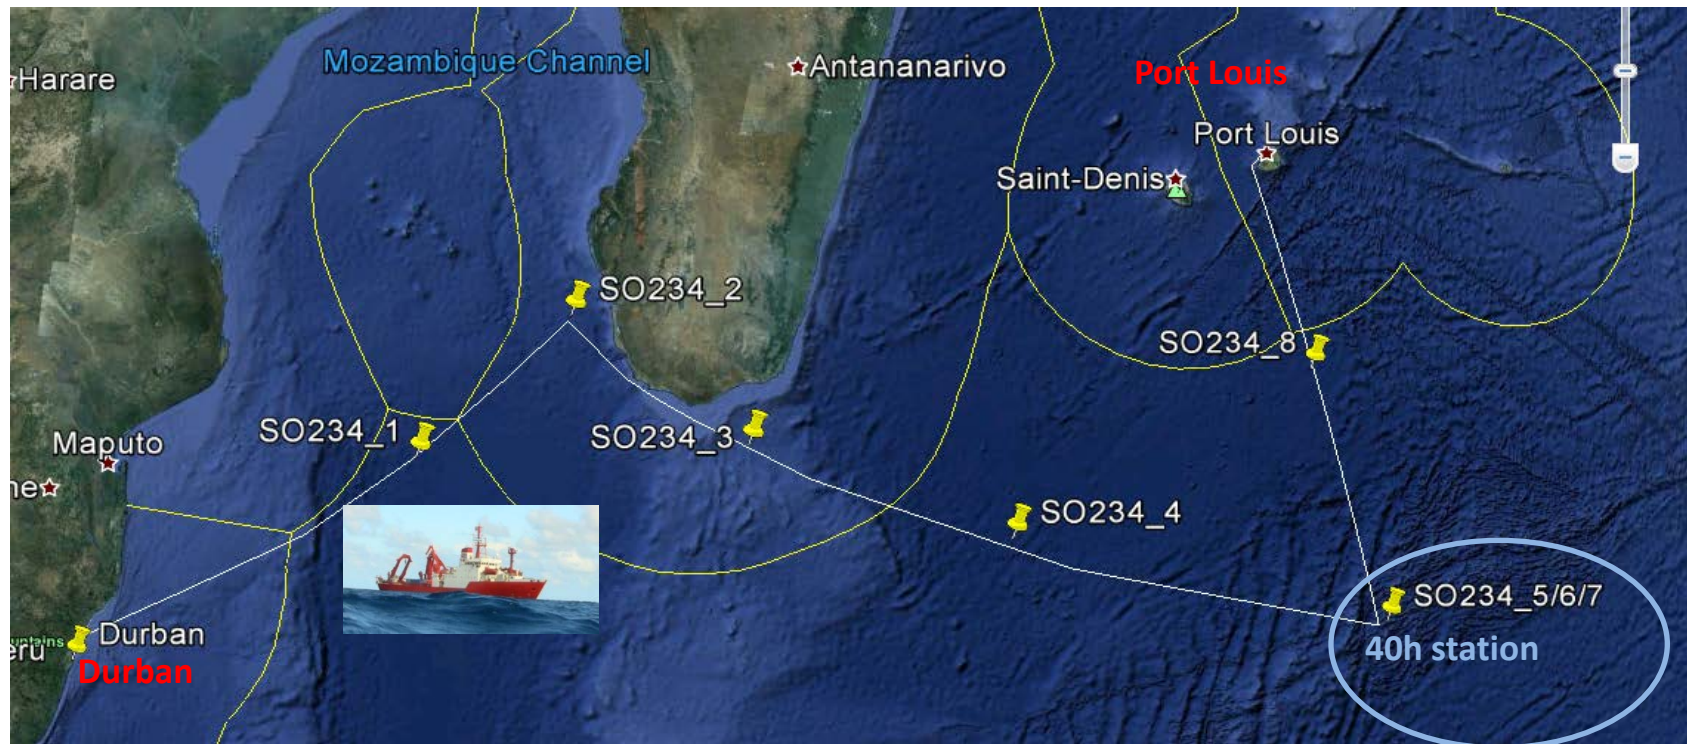 Mozambique Channel
Antananarivo
Harare
Port Louis
Port Louis
Saint-Denis
SO234_2
SO234_8
SO234_1
SO234_3
Maputo
SO234_4
SO234_5/6/7
Durban
40h station
Durban